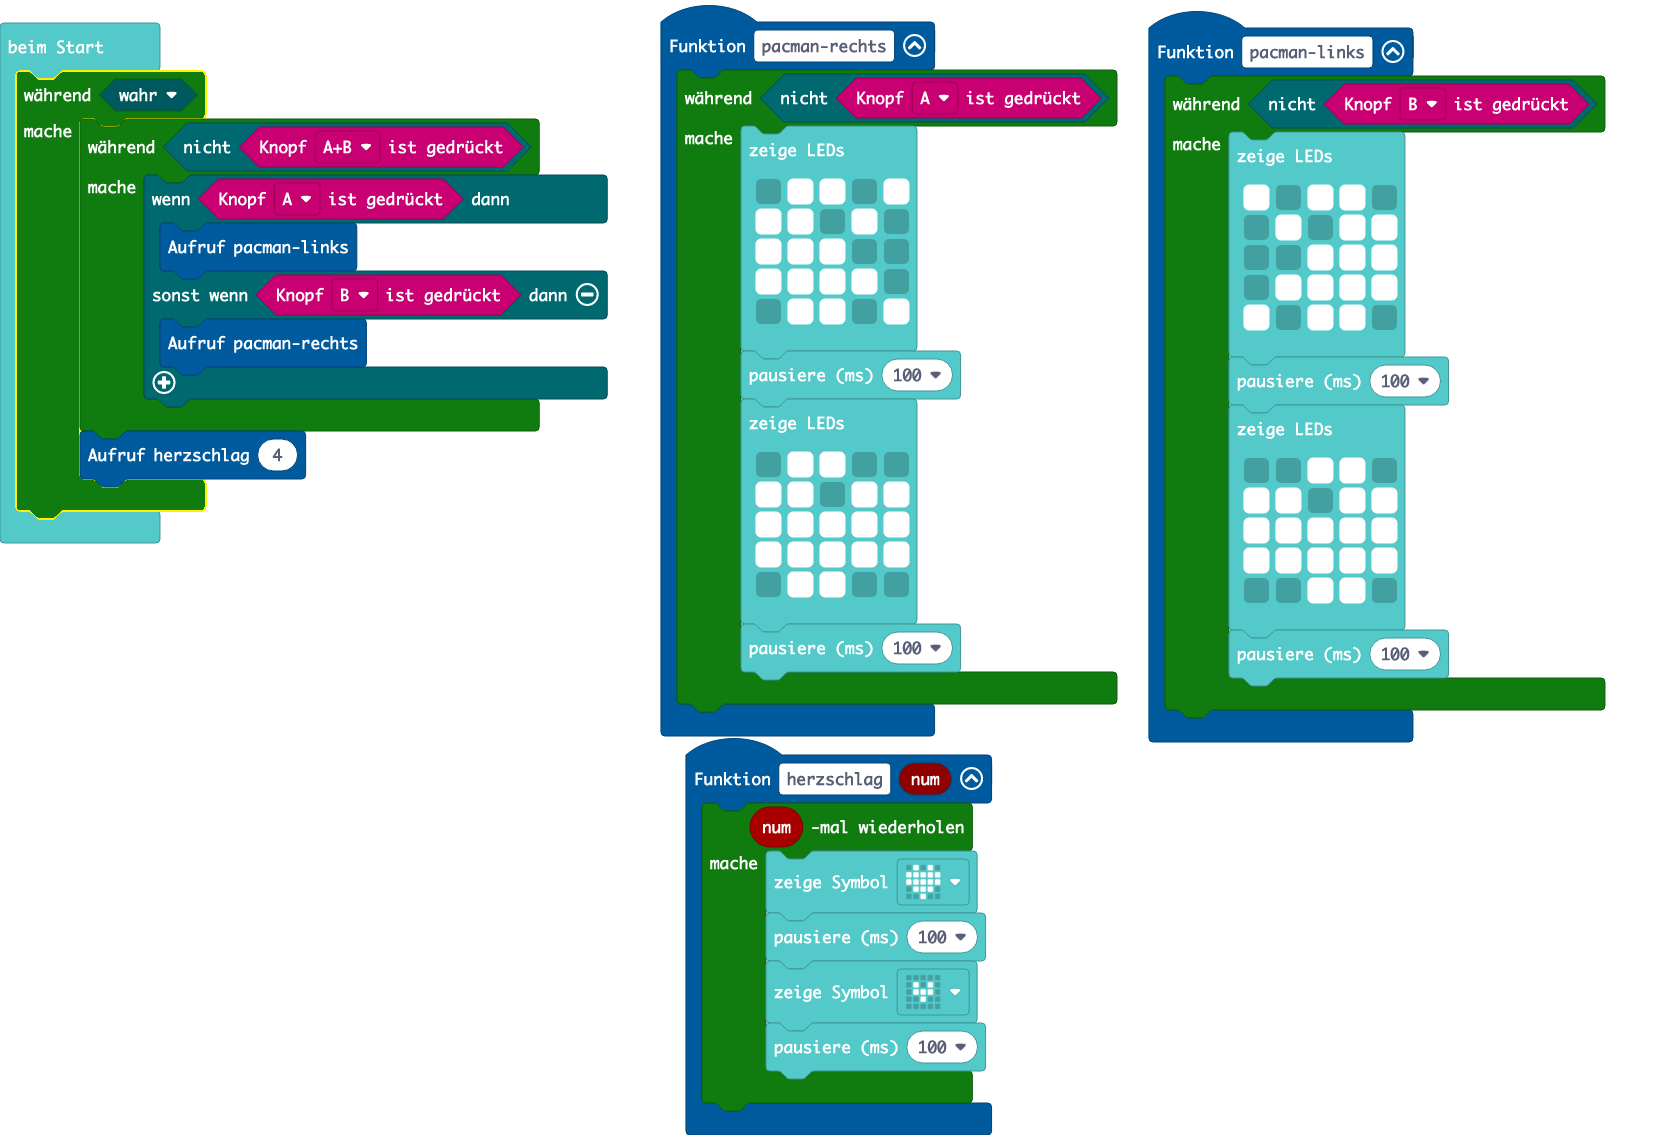 beim Start
während wahr
mache
während nicht Knopf A+B ist gedrückt
mache
wenn Knopf A ist gedrückt dann
Aufruf pacman-links
sonst wenn Knopf B ist gedrückt dann
Aufruf pacman-rechts
Aufruf herzschlag 4
Funktion pacman-rechts
während nicht Knopf A ist gedrückt
mache
zeige LEDs
pausiere (ms) 100
zeige LEDs
pausiere (ms) 100
Funktion pacman-links
während nicht Knopf B ist gedrückt
mache
zeige LEDs
pausiere (ms) 100
zeige LEDs
pausiere (ms) 100
Funktion herzschlag num
num -mal wiederholen
mache
zeige Symbol
pausiere (ms) 100
zeige Symbol
pausiere (ms) 100